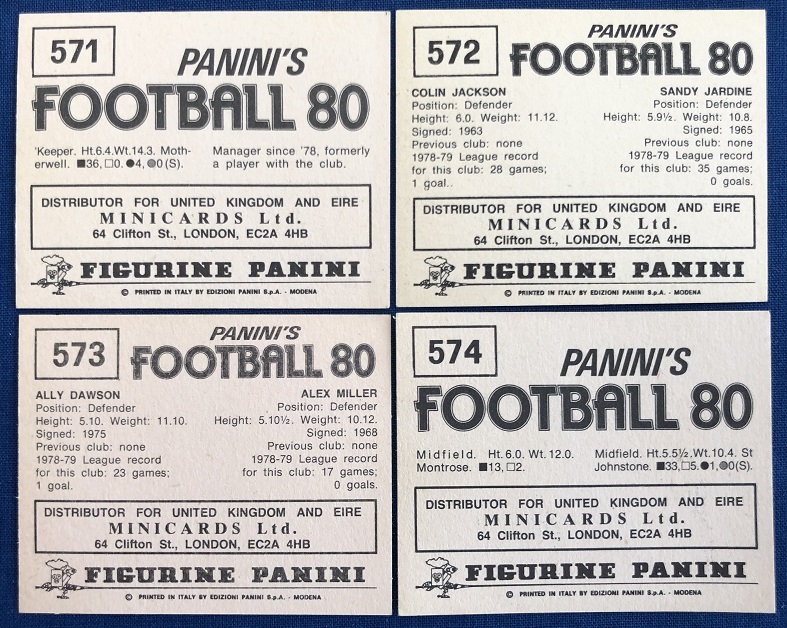 571
PANINI'S
FOOTBALL 80
'Keeper. Ht.6.4.Wt.14.3. Moth-
erwell. ■36, □0. ●4, ◍0(S).
Manager since '78, formerly
a player with the club.
DISTRIBUTOR FOR UNITED KINGDOM AND EIRE
MINICARDS Ltd.
64 Clifton St., LONDON, EC2A 4HB
FIGURINE PANINI
© PRINTED IN ITALY BY EDIZIONI PANINI S.p.A. - MODENA
572
PANINI'S
FOOTBALL 80
COLIN JACKSON
Position: Defender
Height: 6.0. Weight: 11.12.
Signed: 1963
Previous club: none
1978-79 League record
for this club: 28 games;
1 goal.
SANDY JARDINE
Position: Defender
Height: 5.9½. Weight: 10.8.
Signed: 1965
Previous club: none
1978-79 League record
for this club: 35 games;
0 goals.
DISTRIBUTOR FOR UNITED KINGDOM AND EIRE
MINICARDS Ltd.
64 Clifton St., LONDON, EC2A 4HB
FIGURINE PANINI
© PRINTED IN ITALY BY EDIZIONI PANINI S.p.A. - MODENA
573
PANINI'S
FOOTBALL 80
ALLY DAWSON
Position: Defender
Height: 5.10. Weight: 11.10.
Signed: 1975
Previous club: none
1978-79 League record
for this club: 23 games;
1 goal.
ALEX MILLER
Position: Defender
Height: 5.10½. Weight: 10.12.
Signed: 1968
Previous club: none
1978-79 League record
for this club: 17 games;
0 goals.
DISTRIBUTOR FOR UNITED KINGDOM AND EIRE
MINICARDS Ltd.
64 Clifton St., LONDON, EC2A 4HB
FIGURINE PANINI
© PRINTED IN ITALY BY EDIZIONI PANINI S.p.A. - MODENA
574
PANINI'S
FOOTBALL 80
Midfield. Ht.6.0. Wt.12.0.
Montrose. ■13, □2.
Midfield. Ht.5.5½,Wt.10.4. St
Johnstone. ■33, □5. ●1, ◍0(S).
DISTRIBUTOR FOR UNITED KINGDOM AND EIRE
MINICARDS Ltd.
64 Clifton St., LONDON, EC2A 4HB
FIGURINE PANINI
© PRINTED IN ITALY BY EDIZIONI PANINI S.p.A. - MODENA